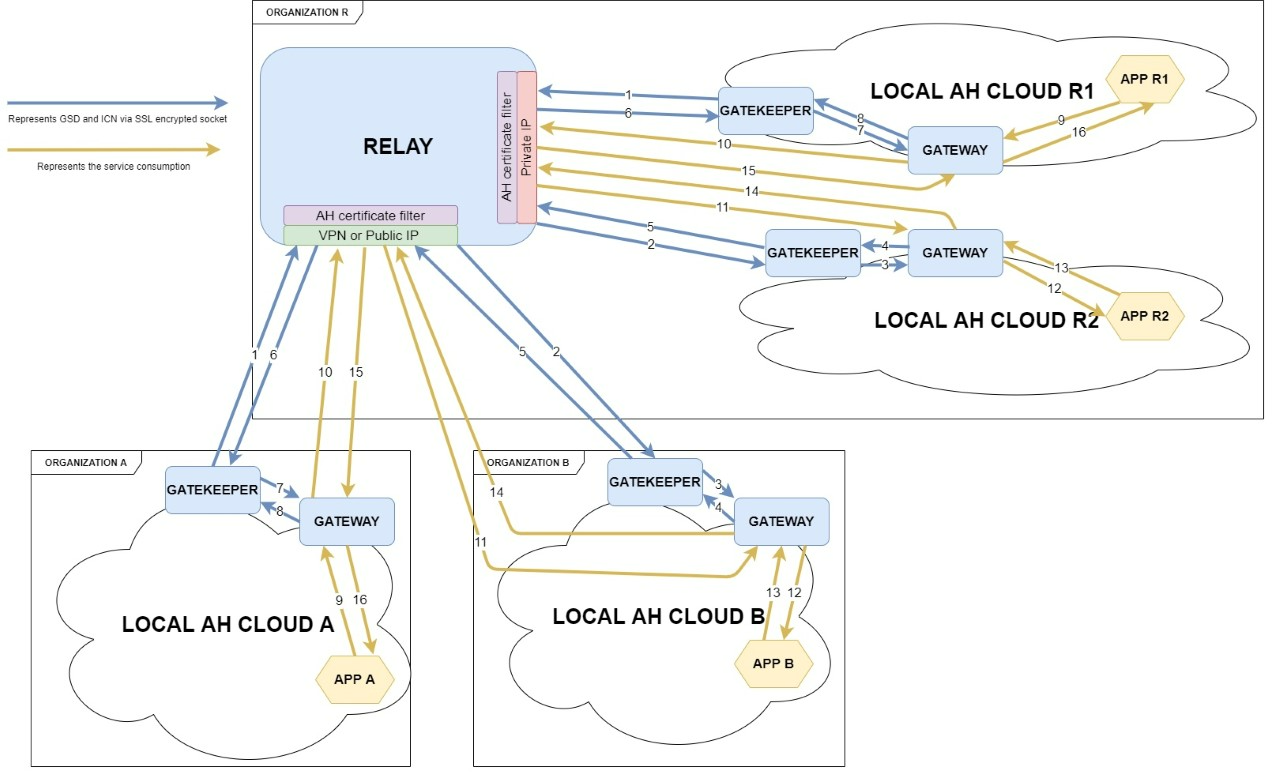 ORGANIZATION R
Represents GSD and ICN via SSL encrypted socket
Represents the service consumption
RELAY
AH certificate filter
Private IP
AH certificate filter
VPN or Public IP
LOCAL AH CLOUD R1
APP R1
GATEKEEPER
GATEWAY
1
6
8
7
9
16
10
15
14
11
5
2
GATEKEEPER
4
3
GATEWAY
13
12
LOCAL AH CLOUD R2
APP R2
1
6
10
15
5
2
ORGANIZATION A
GATEKEEPER
7
8
GATEWAY
9
16
LOCAL AH CLOUD A
APP A
ORGANIZATION B
14
11
GATEKEEPER
3
4
GATEWAY
13
12
LOCAL AH CLOUD B
APP B